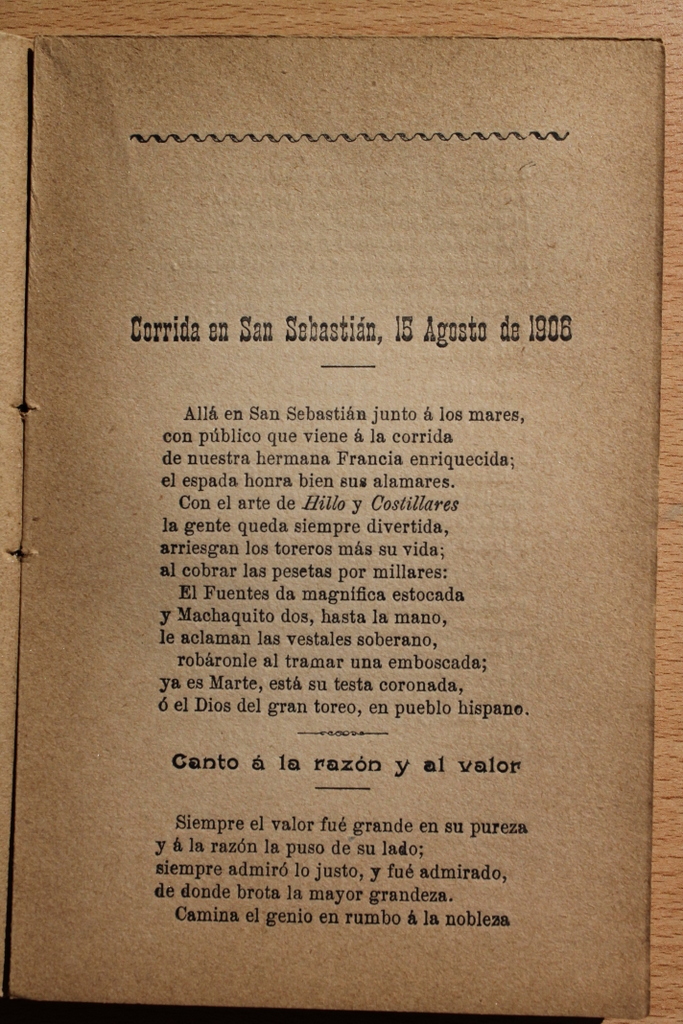 Corrida en San Sebastián, 15 Agosto de 1906
Allá en San Sebastián junto á los mares,
con público que viene á la corrida
de nuestra hermana Francia enriquecida;
el espada honra bien sus alamares.
Con el arte de Hillo y Costillares
la gente queda siempre divertida,
arriesgan los toreros más su vida;
al cobrar las pesetas por millares:
El Fuentes da magnífica estocada
y Machaquito dos, hasta la mano,
le aclaman las vestales soberano,
robáronle al tramar una emboscada;
ya es Marte, está su testa coronada,
ó el Dios del gran toreo, en pueblo hispano.
Canto á la razón y al valor
Siempre el valor fué grande en su pureza
y á la razón la puso de su lado;
siempre admiró lo justo, y fué admirado,
de donde brota la mayor grandeza.
Camina el genio en rumbo á la nobleza